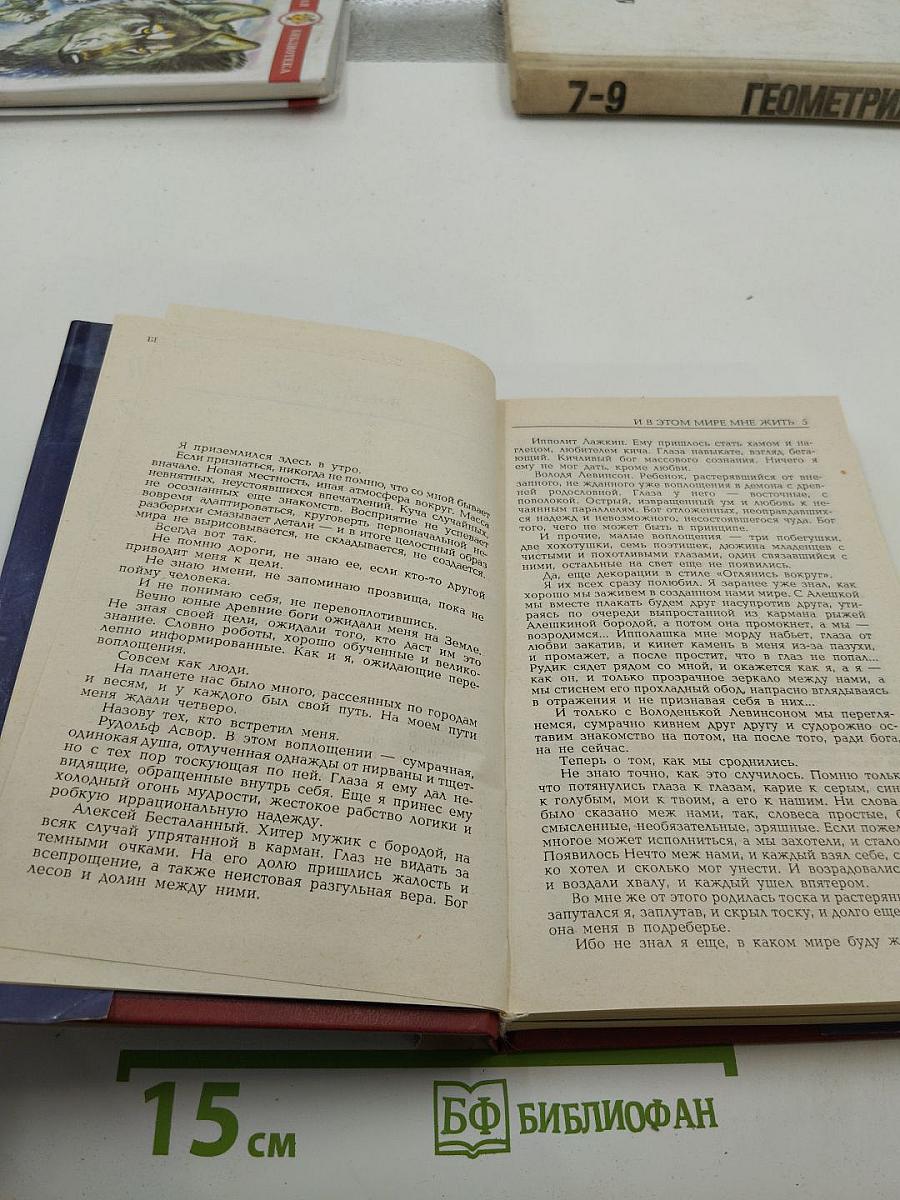 БИБЛИОТЕКА
7-9 ГЕОМЕТРИ
Я приземлился здесь в утро.
Если признаться, никогда не помню, что со мной бывает
вначале. Новая местность, иная атмосфера вокруг. Масса
невнятных, неустоявшихся впечатлений. Куча случайных,
не осознанных еще знакомств. Восприятие не успевает
вовремя адаптироваться, круговерть первоначальной не-
разберихи смазывает детали — и в итоге целостный образ
мира не вырисовывается, не складывается, не создается.
Всегда вот так.
Не помню дороги, не знаю ее, если кто-то Другой
приводит меня к цели.
Не знаю имени, не запоминаю прозвища, пока не
пойму человека.
И не понимаю себя, не перевоплотившись.
Вечно юные древние боги ожидали меня на Земле.
Не зная своей цели, ожидали того, кто даст им это
знание. Словно роботы, хорошо обученные и велико-
лепно информированные. Как и я, ожидающие пере-
воплощения.
Совсем как люди.
На планете нас было много, рассеянных по городам
и весям, и у каждого был свой путь. На моем пути
меня ждали четверо.
Назову тех, кто встретил меня.
Рудольф Асвор. В этом воплощении — сумрачная,
одинокая душа, отлученная однажды от нирваны и тщет-
но с тех пор тоскующая по ней. Глаза я ему дал не-
видящие, обращенные внутрь себя. Еще я принес ему
холодный огонь мудрости, жестокое рабство логики и
робкую иррациональную надежду.
Алексей Бесталанный. Хитер мужик с бородой, на
всяк случай упрятанной в карман. Глаз не видать за
темными очками. На его долю пришлись жалость и
всепрощение, а также неистовая разгульная вера. Бог
лесов и долин между ними.
И В ЭТОМ МИРЕ МНЕ ЖИТЬ 5
Ипполит Лажкин. Ему пришлось стать хамом и на-
глецом, любителем кича. Глаза навыкате, взгляд бега-
ющий. Кичливый бог массового сознания. Ничего я
ему не мог дать, кроме любви.
Володя Левинсон. Ребенок, растерявшийся от вне-
запного, не жданного уже воплощения в демона с древ-
ней родословной. Глаза у него — восточные, с
поволокой. Острый, извращенный ум и любовь к не-
чаянным параллелям. Бог отложенных, неоправдавших-
ся надежд и невозможного, несостоявшегося чуда. Бог
того, чего не может быть в принципе.
И прочие, малые воплощения — три побегушки,
две хохотушки, семь поэтишек, дюжина младенцев с
чистыми и похотливыми глазами, один связавшийся с
ними, остальные на свет еще не появились.
Да, еще декорации в стиле «Оглянись вокруг».
Я их всех сразу полюбил. Я заранее уже знал, как
хорошо мы заживем в созданном нами мире. С Алешкой
мы вместе плакать будем друг насупротив друга, ути-
раясь по очереди выпростанной из кармана рыжей
Алешкиной бородой, а потом она промокнет, а мы —
возродимся... Ипполашка мне морду набьет, глаза от
любви закатив, и кинет камень в меня из-за пазухи,
и промажет, а после простит, что в глаз не попал...
Рудик сядет рядом со мной, и окажется как я, а я —
как он, и только прозрачное зеркало между нами, а
мы стиснем его прохладный обод, напрасно вглядываясь
в отражения и не признавая себя в них...
И только с Володенькой Левинсоном мы перегля-
немся, сумрачно кивнем друг другу и судорожно ос-
тавим знакомство на потом, на после того, ради бога,
на не сейчас.
Теперь о том, как мы сроднились.
Не знаю точно, как это случилось. Помню тольк
что потянулись глаза к глазам, карие к серым, син
к голубым, мои к твоим, а его к нашим. Ни слова
было сказано меж нами, так, словеса простые, б
смысленные, необязательные, зряшные. Если пожел
многое может исполниться, а мы захотели, и стало
Появилось Нечто меж нами, и каждый взял себе, с
ко хотел и сколько мог унести. И возрадовались
и воздали хвалу, и каждый ушел впятером.
Во мне же от этого родилась тоска и растерянн
запутался я, заплутав, и скрыл тоску, и долго еще
она меня в подреберье.
Ибо не знал я еще, в каком мире буду ж
15 см
БФ БИБЛИОФАН